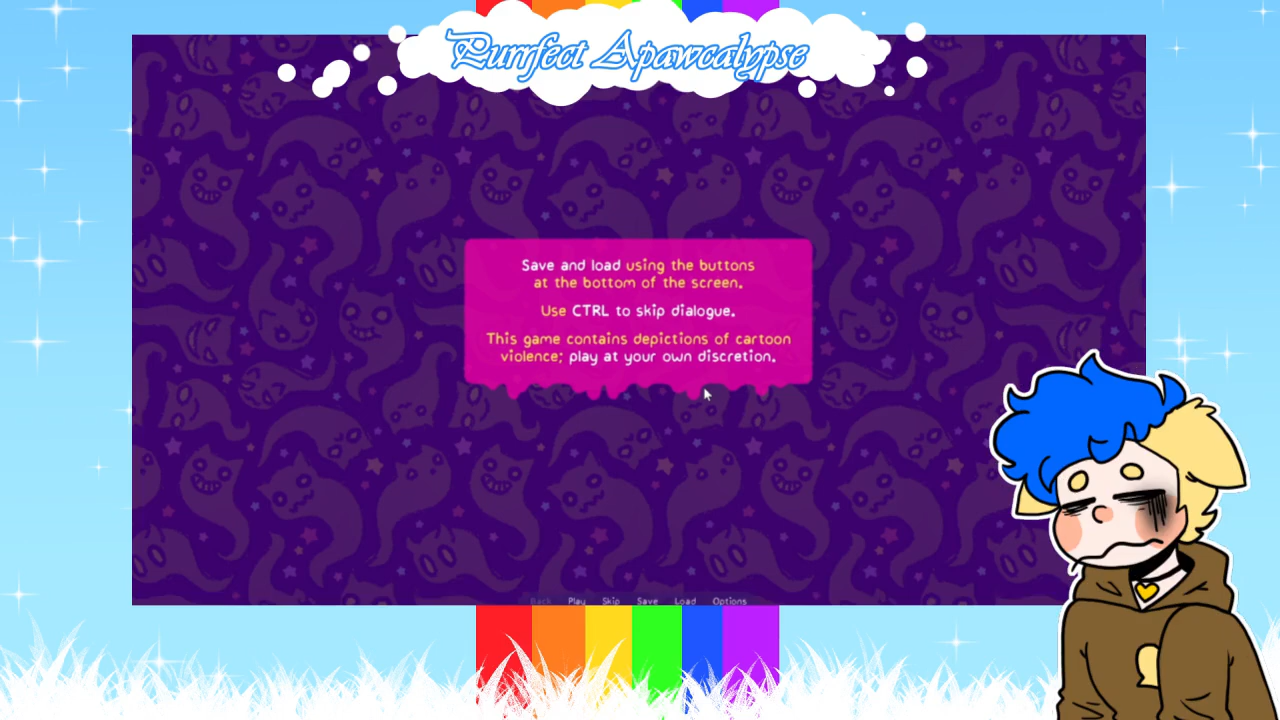 Purrfect Apawcalypse
Save and load using the buttons
at the bottom of the screen.
Use CTRL to skip dialogue.
This game contains depictions of cartoon
violence; play at your own discretion.
Back Play Skip Save Load Options